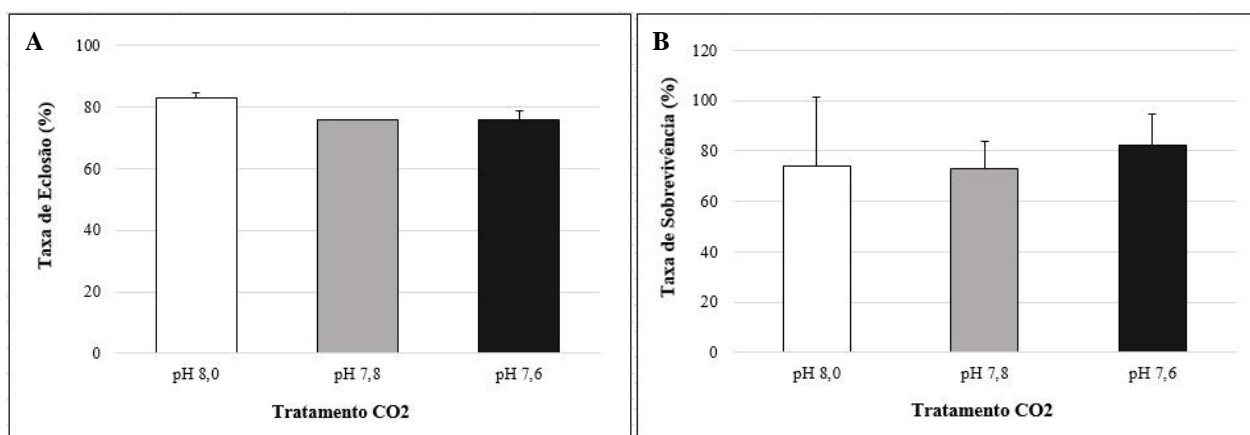 A
Taxa de Eclosão (%)
100
80
60
40
20
0
pH 8,0
pH 7,8
pH 7,6
Tratamento CO2
B
Taxa de Sobrevivência (%)
120
100
80
60
40
20
0
pH 8,0
pH 7,8
pH 7,6
Tratamento CO2